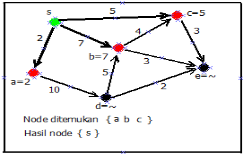 s
5
c=5
2
7
4
3
b=7
3
e=~
a=2
10
5
2
d=~
Node ditemukan { a b c }
Hasil node { s }